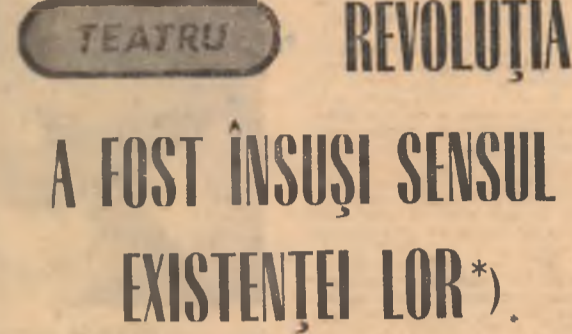 TEATRU REVOLUȚIA
A FOST ÎNSUȘI SENSUL
EXISTENȚEI LOR*).